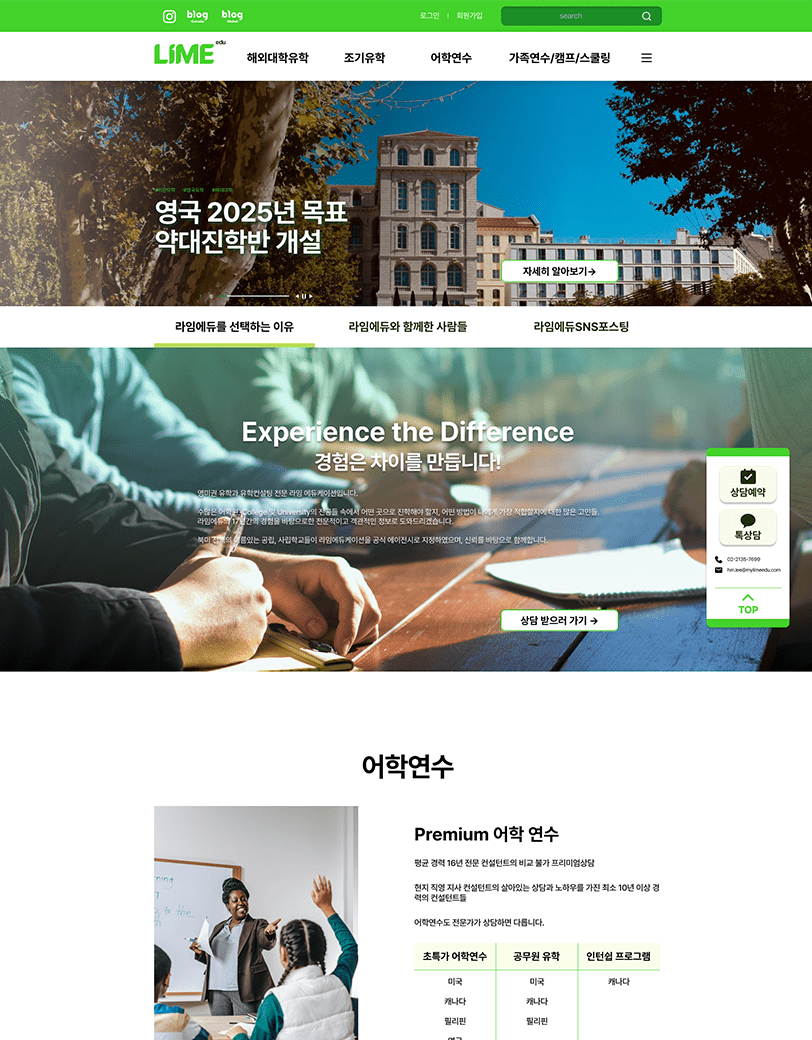 blog
blog
로그인 | 회원가입
search
LiME edu
해외대학유학
조기유학
어학연수
가족연수/캠프/스쿨링
영국 2025년 목표
약대진학반 개설
자세히 알아보기→
라임에듀를 선택하는 이유
라임에듀와 함께한 사람들
라임에듀SNS포스팅
Experience the Difference
경험은 차이를 만듭니다!
영미권 유학과 유학컨설팅 전문 라임 에듀케이션입니다.
수많은 어학원, College 및 University의 진흥들 속에서 어떤 곳으로 진학해야 할지, 어떤 방법이 나에게 가장 적합할지에 대한 많은 고민들.
라임에듀의 17년간의 경험을 바탕으로한 전문적이고 객관적인 정보로 도와드리겠습니다.
북미 전역의 이름있는 공립, 사립학교들이 라임에듀케이션을 공식 에이전시로 지정하였으며, 신뢰를 바탕으로 함께합니다.
상담 받으러 가기 →
상담예약
톡상담
02-2135-7699
hin.lee@mylimeedu.com
TOP
어학연수
Premium 어학 연수
평균 경력 16년 전문 컨설턴트의 비교 불가 프리미엄상담
현지 직영 지사 컨설턴트의 살아있는 상담과 노하우를 가진 최소 10년 이상 경
력의 컨설턴트들
어학연수도 전문가가 상담하면 다릅니다.
초특가 어학연수
공무원 유학
인턴쉽 프로그램
미국
미국
캐나다
캐나다
캐나다
필리핀
필리핀